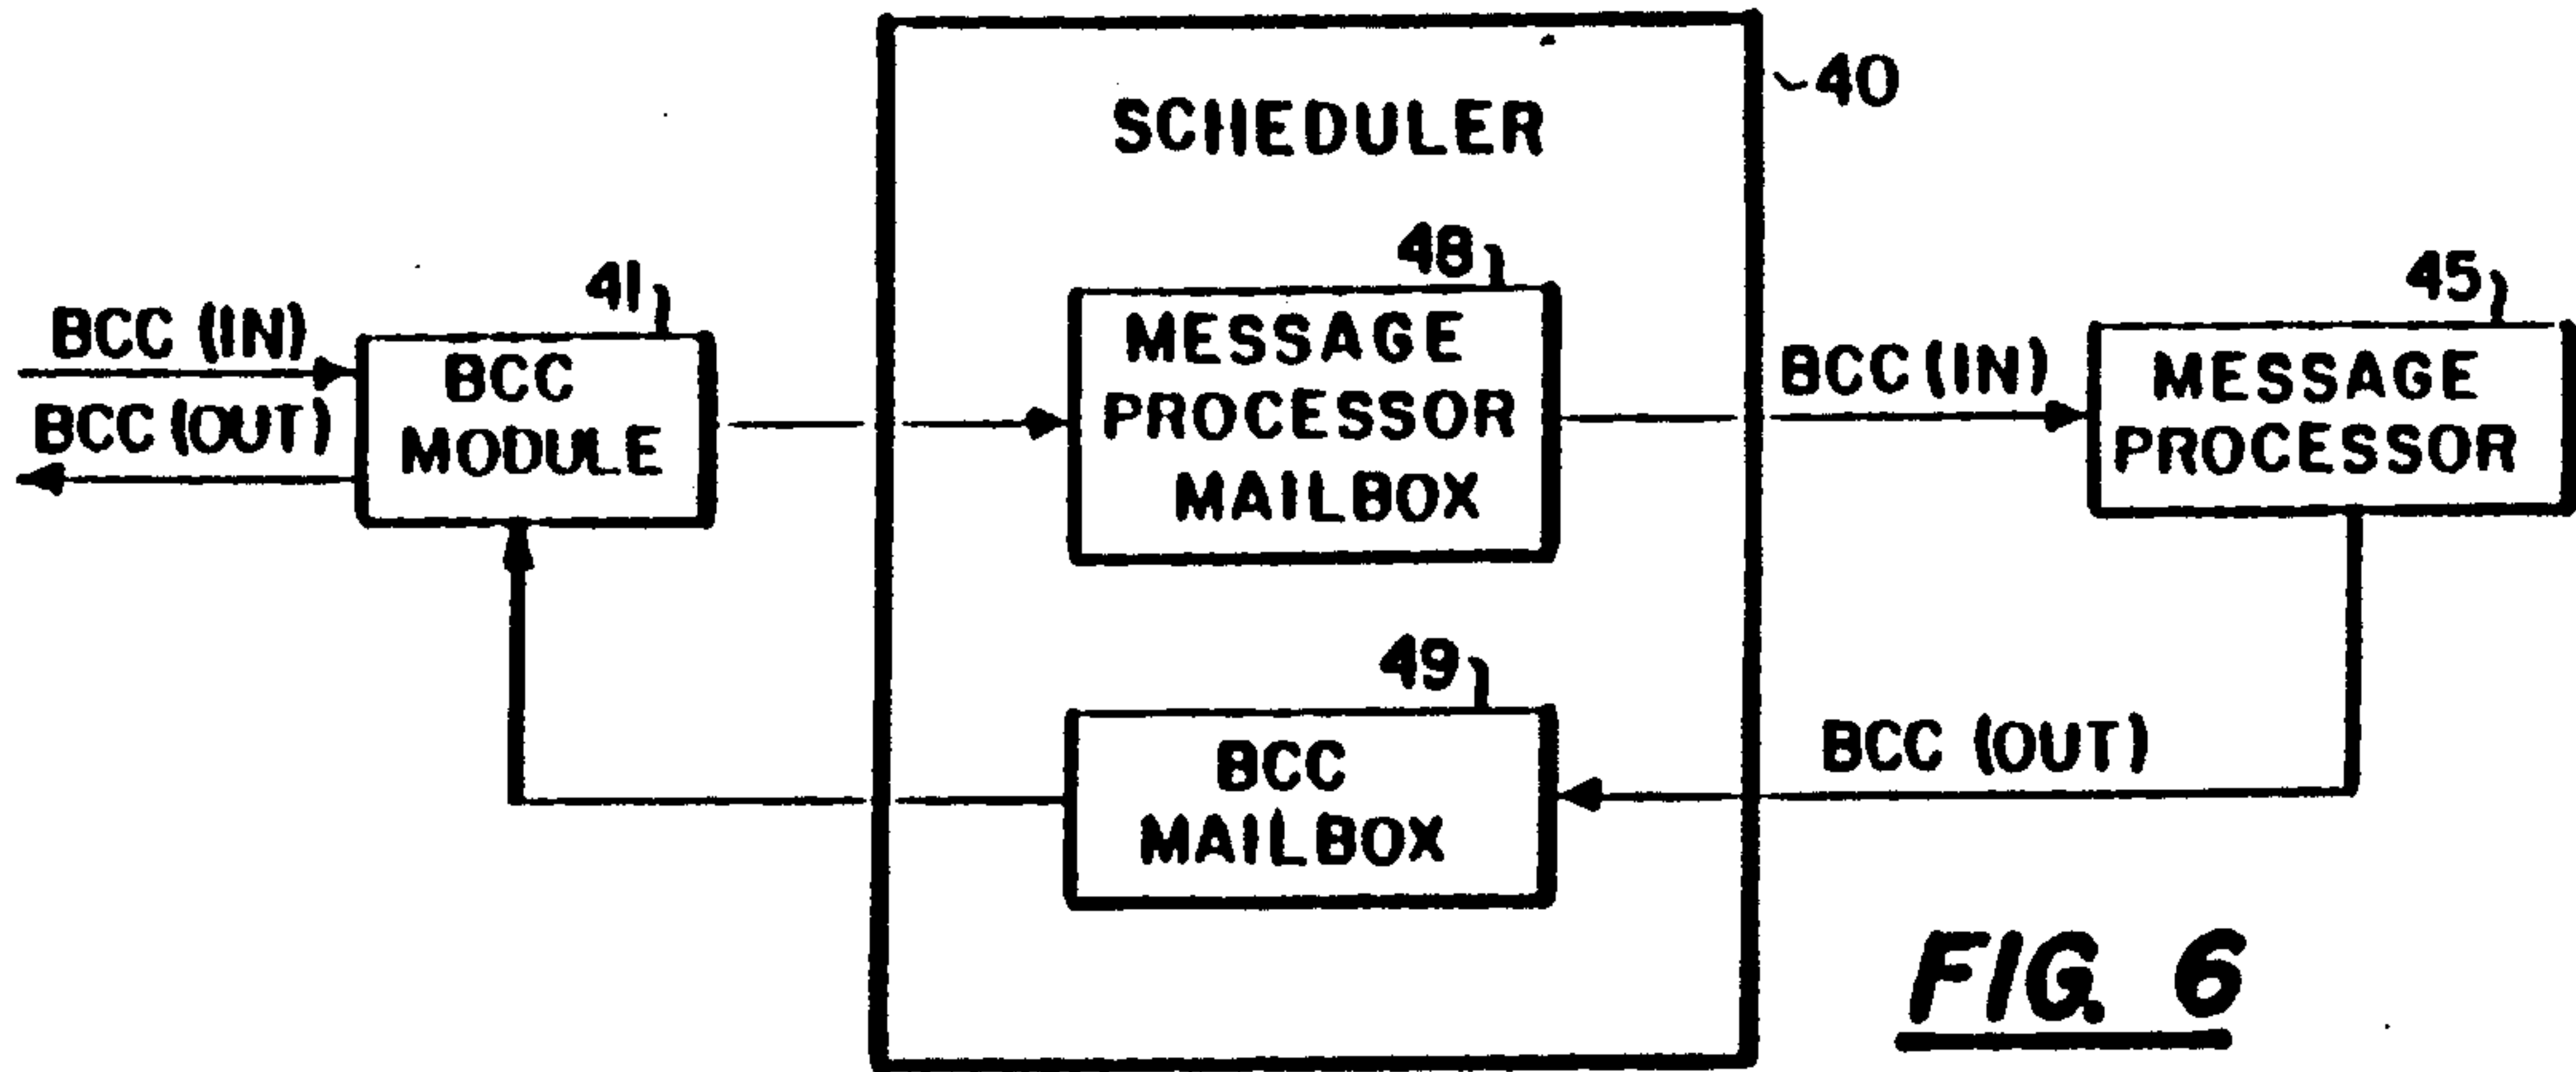 40
SCHEDULER
48
41
45
BCC (IN)
BCC (OUT)
BCC
MODULE
MESSAGE
PROCESSOR
MAILBOX
BCC (IN)
MESSAGE
PROCESSOR
49
BCC
MAILBOX
BCC (OUT)
FIG. 6